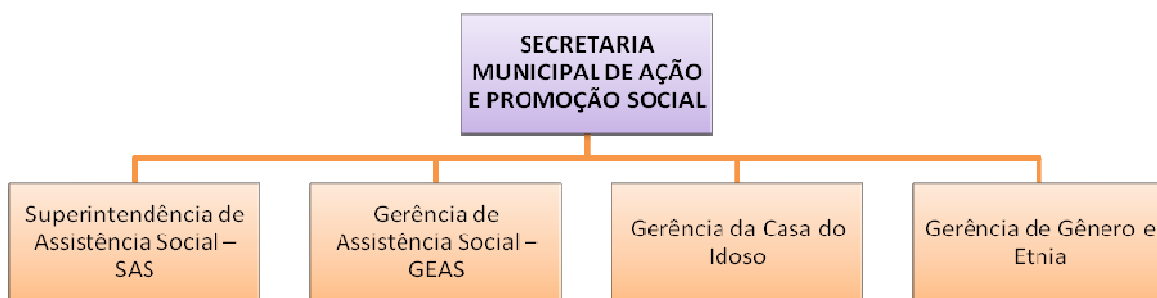 SECRETARIA
MUNICIPAL DE AÇÃO
E PROMOÇÃO SOCIAL
Superintendência de
Assistência Social –
SAS
Gerência de
Assistência Social –
GEAS
Gerência da Casa do
Idoso
Gerência de Gênero e
Etnia